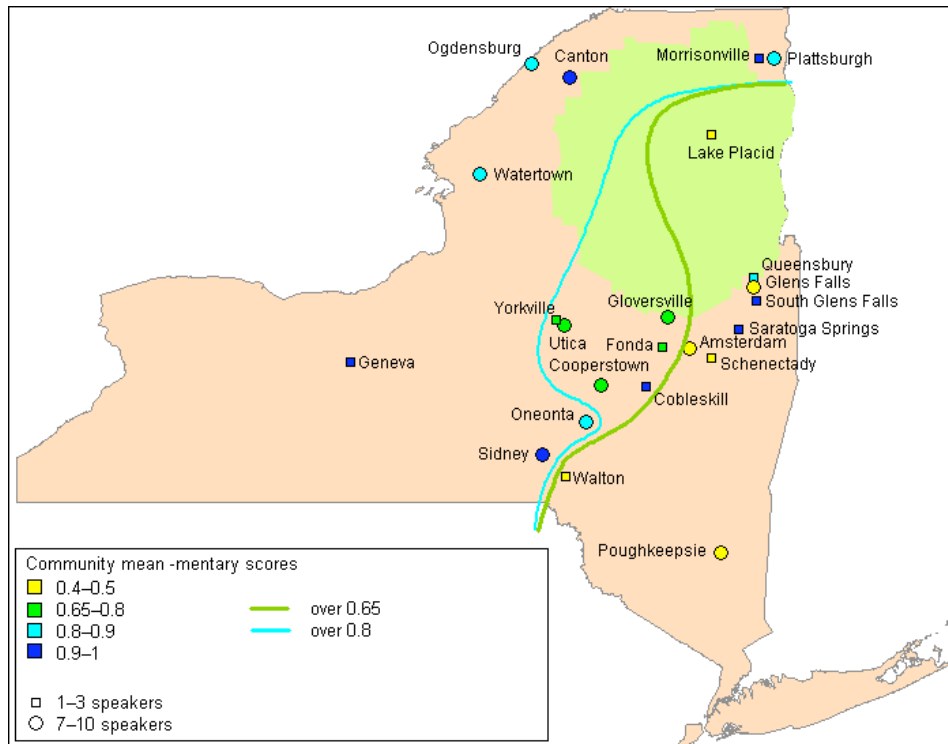 Ogdensburg
Canton
Morrisonville
Plattsburgh
Lake Placid
Watertown
Queensbury
Glens Falls
South Glens Falls
Gloversville
Yorkville
Saratoga Springs
Utica
Fonda
Amsterdam
Schenectady
Geneva
Cooperstown
Cobleskill
Oneonta
Sidney
Walton
Poughkeepsie
Community mean -mentary scores
0.4–0.5
0.65–0.8 over 0.65
0.8–0.9 over 0.8
0.9–1
1–3 speakers
7–10 speakers